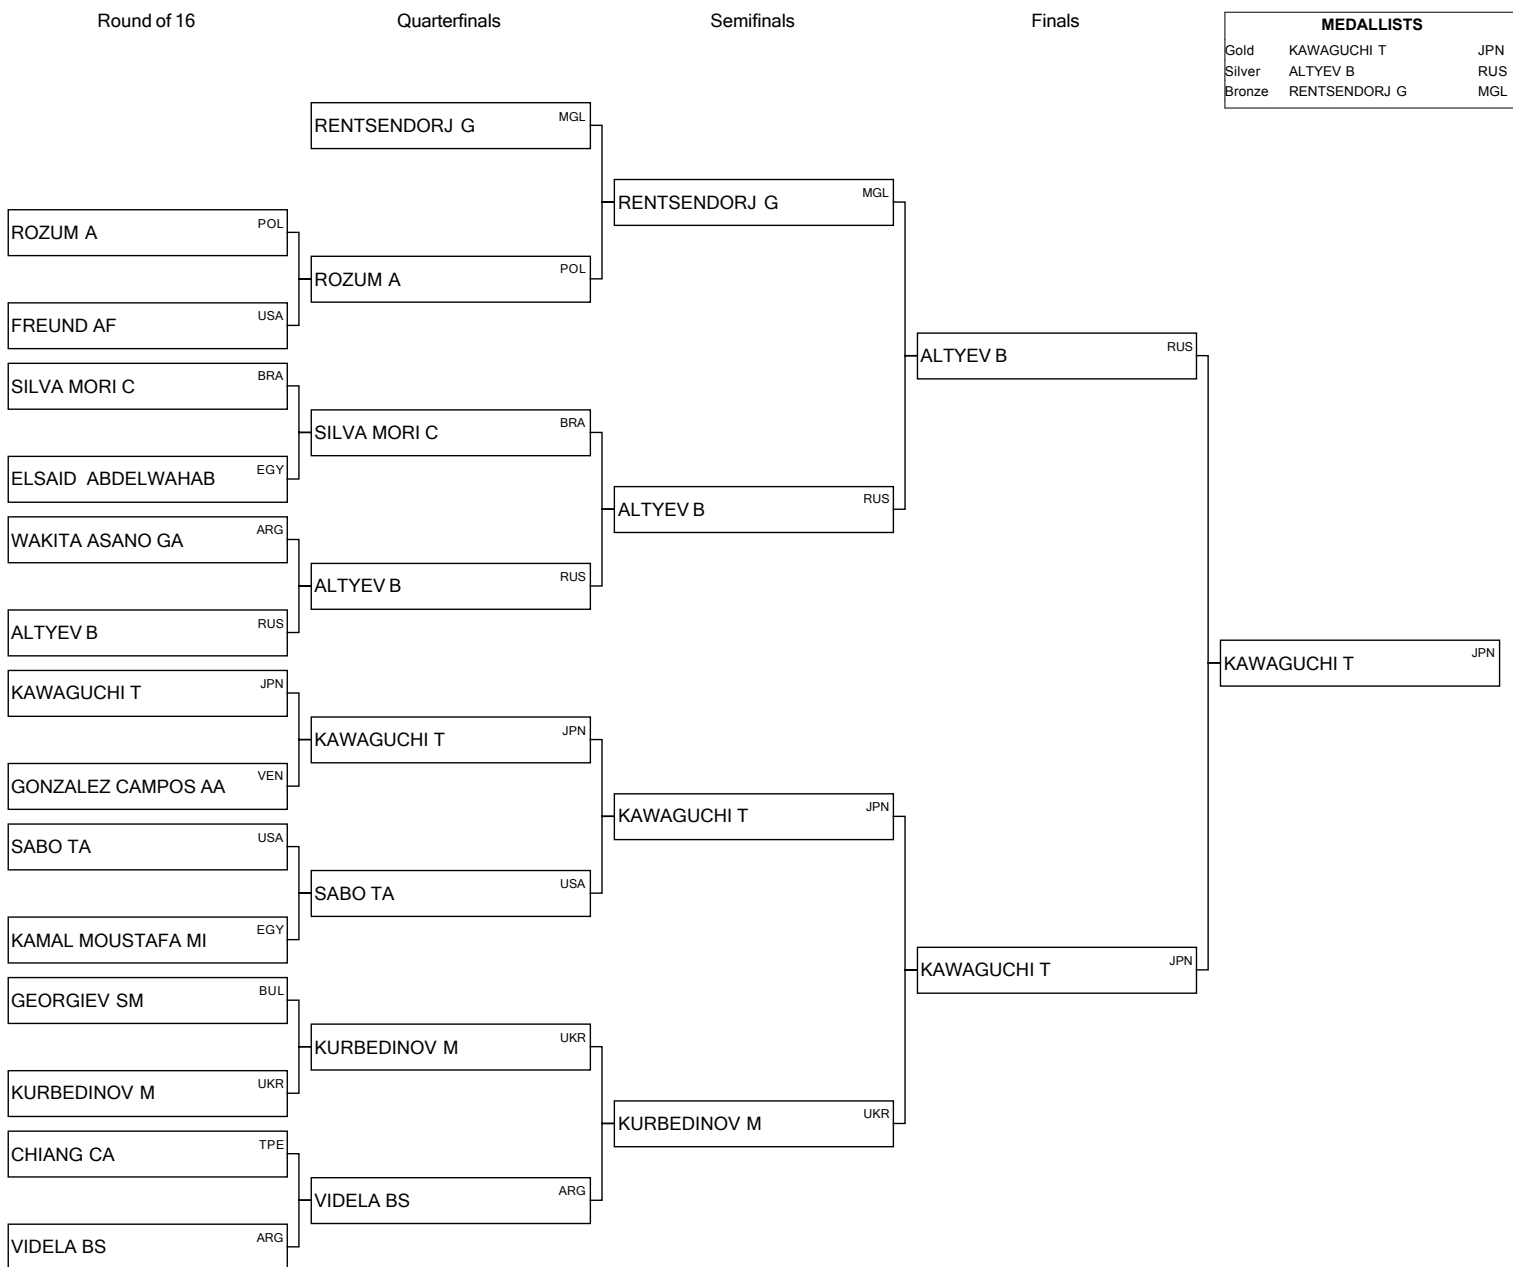 Round of 16 Quarterfinals Semifinals Finals
MEDALLISTS
Gold KAWAGUCHI T JPN
Silver ALTYEV B RUS
Bronze RENTSENDORJ G MGL
RENTSENDORJ G MGL
RENTSENDORJ G MGL
ROZUM A POL
ROZUM A POL
FREUND AF USA
ALTYEV B RUS
SILVA MORI C BRA
SILVA MORI C BRA
ELSAID ABDELWAHAB EGY
ALTYEV B RUS
WAKITA ASANO GA ARG
ALTYEV B RUS
ALTYEV B RUS
KAWAGUCHI T JPN
KAWAGUCHI T JPN
KAWAGUCHI T JPN
GONZALEZ CAMPOS AA VEN
KAWAGUCHI T JPN
SABO TA USA
SABO TA USA
KAMAL MOUSTAFA MI EGY
KAWAGUCHI T JPN
GEORGIEV SM BUL
KURBEDINOV M UKR
KURBEDINOV M UKR
KURBEDINOV M UKR
CHIANG CA TPE
VIDELA BS ARG
VIDELA BS ARG